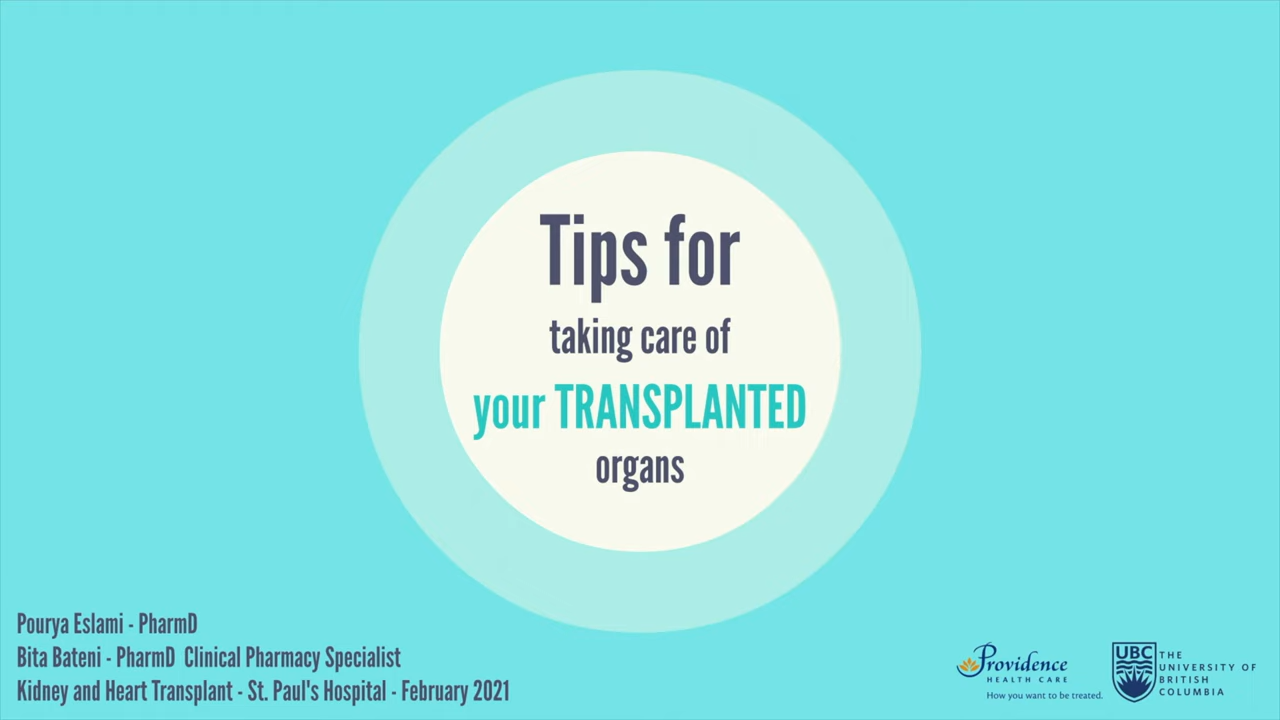 Tips for
taking care of
your TRANSPLANTED
organs
Pourya Eslami - PharmD
Bita Bateni - PharmD Clinical Pharmacy Specialist
Kidney and Heart Transplant - St. Paul's Hospital - February 2021
Providence
HEALTH CARE
How you want to be treated.
UBC
THE
UNIVERSITY OF
BRITISH
COLUMBIA